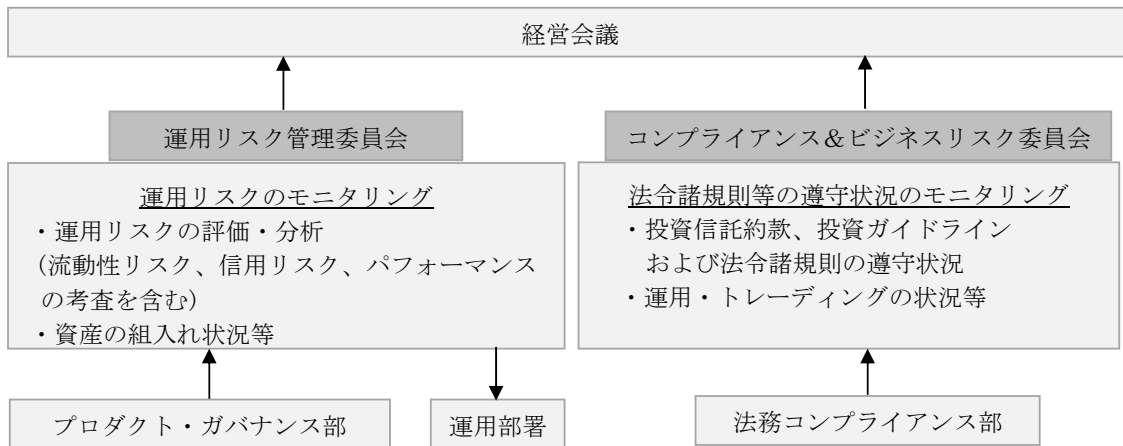 経営会議
運用リスク管理委員会
運用リスクのモニタリング
・運用リスクの評価・分析
(流動性リスク、信用リスク、パフォーマンス
の考査を含む)
・資産の組入れ状況等
プロダクト・ガバナンス部
運用部署
コンプライアンス＆ビジネスリスク委員会
法令諸規則等の遵守状況のモニタリング
・投資信託約款、投資ガイドライン
および法令諸規則の遵守状況
・運用・トレーディングの状況等
法務コンプライアンス部